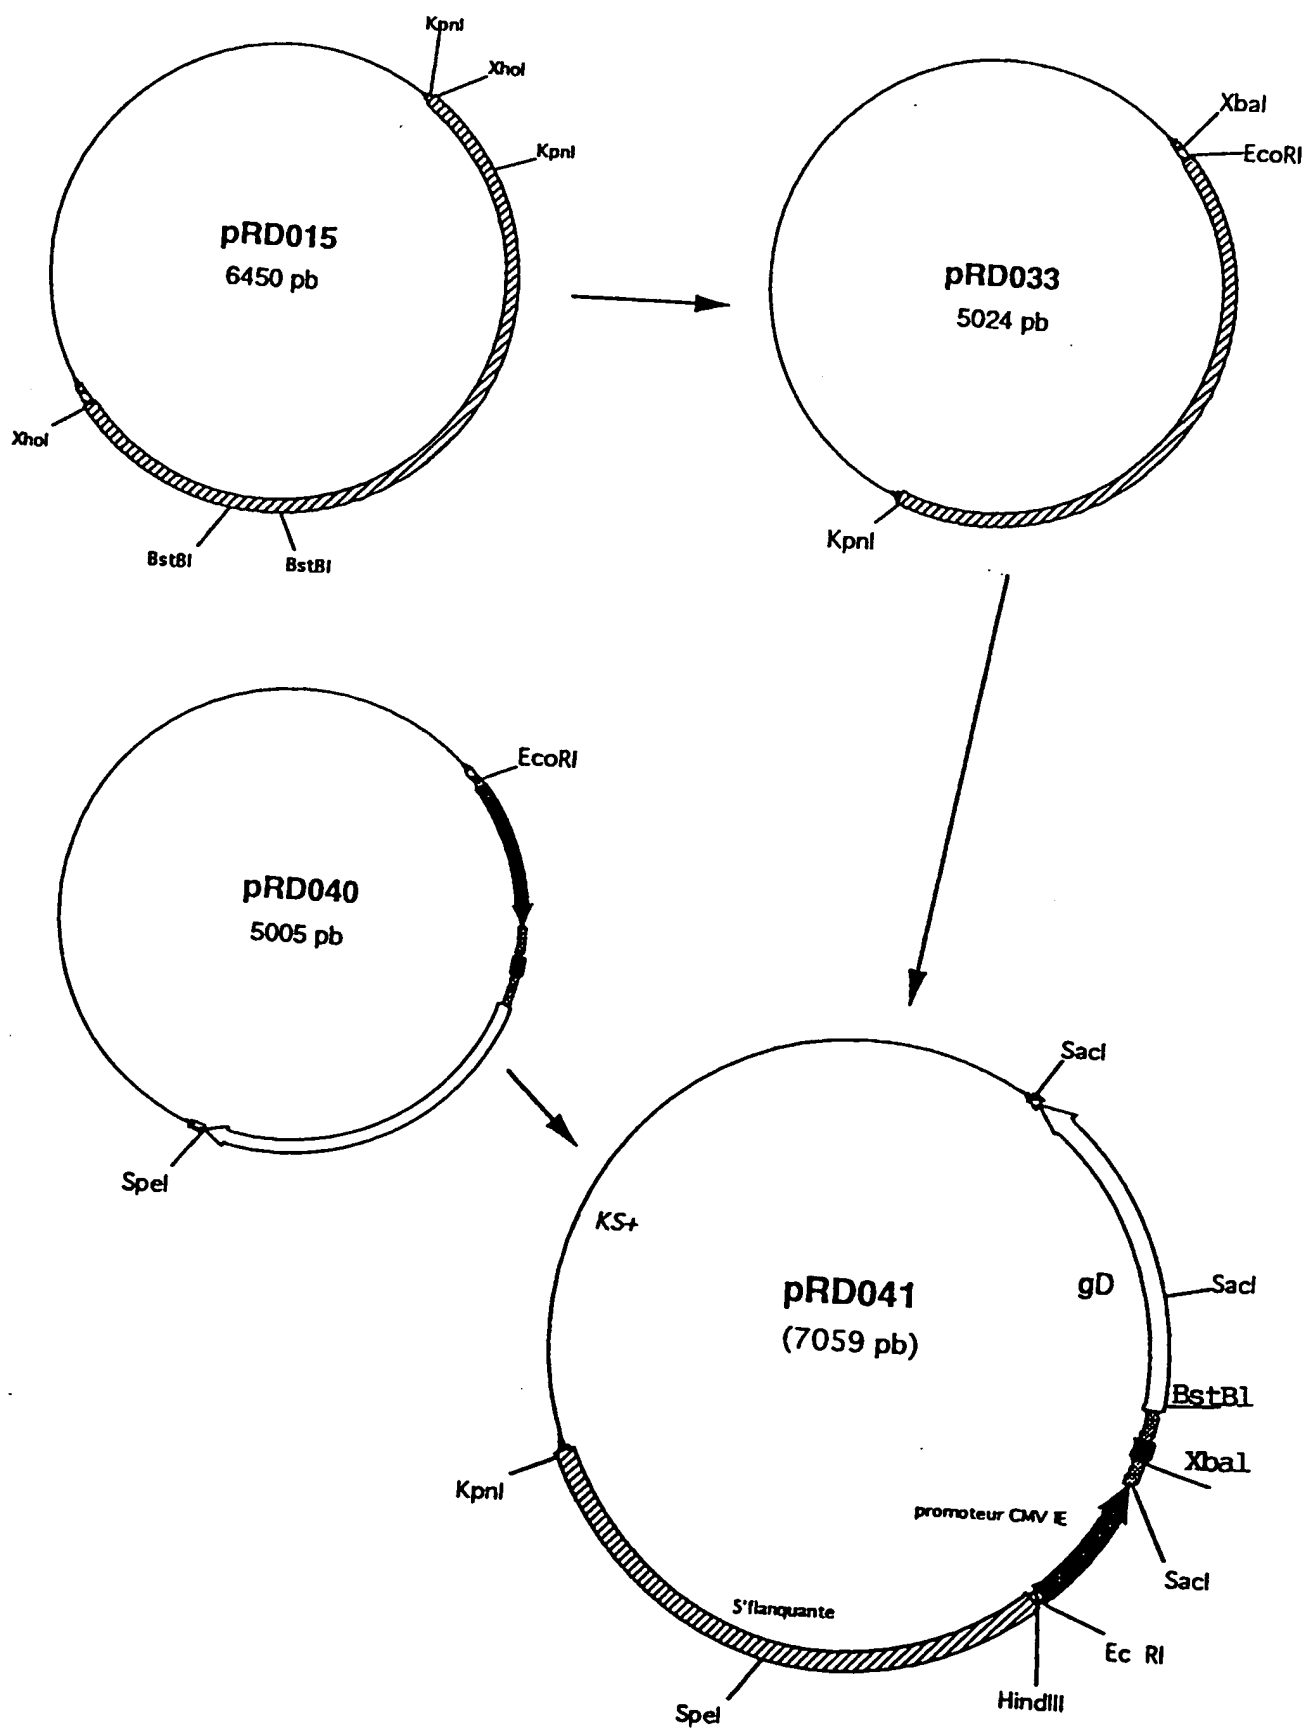 KpnI
XhoI
KpnI
pRD015
6450 pb
XhoI
BstBI
BstBI
XbaI
EcoRI
pRD033
5024 pb
KpnI
EcoRI
pRD040
5005 pb
SpeI
SacI
KS+
gD
SacI
pRD041
(7059 pb)
BstBl
Xbal
KpnI
promoteur CMV IE
SacI
5'flanquante
Ec RI
HindIII
SpeI